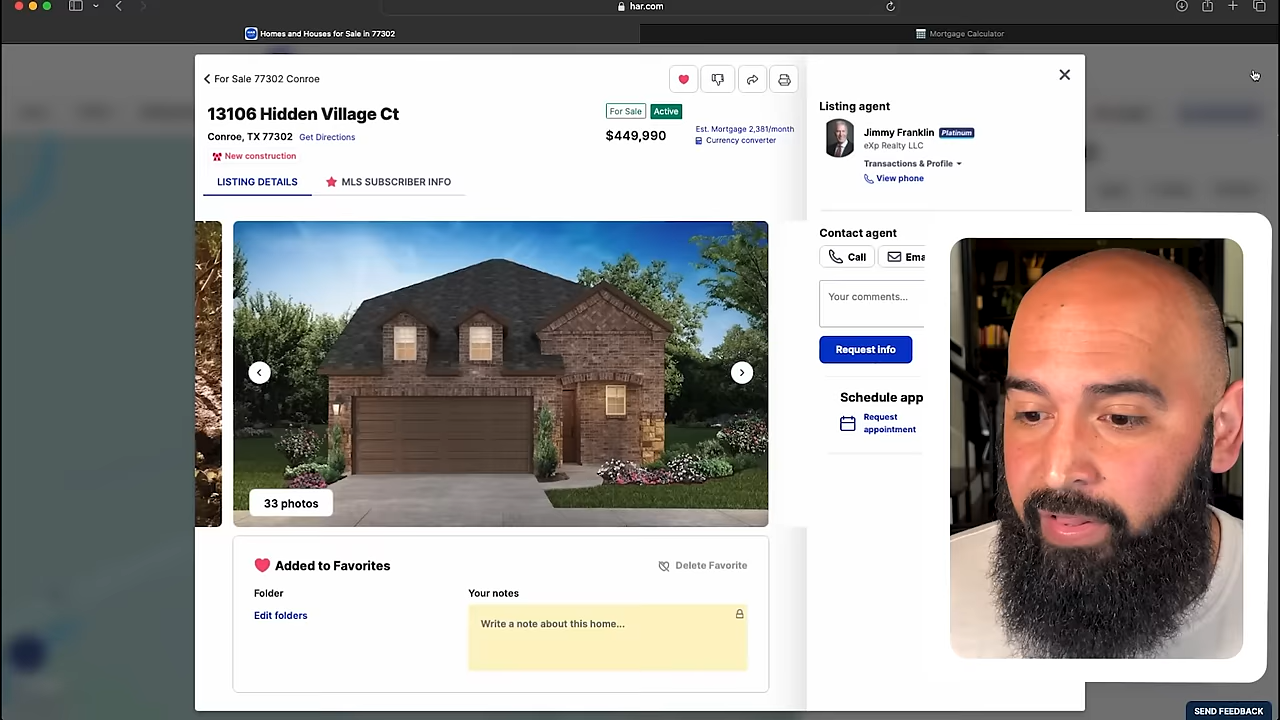 har.com
Homes and Houses for Sale in 77302
Mortgage Calculator
For Sale 77302 Conroe
13106 Hidden Village Ct
Conroe, TX 77302 Get Directions
New construction
For Sale Active
$449,990
Est. Mortgage 2,381/month
Currency converter
LISTING DETAILS
MLS SUBSCRIBER INFO
33 photos
Added to Favorites
Delete Favorite
Folder
Edit folders
Your notes
Write a note about this home...
Listing agent
Jimmy Franklin Platinum
eXp Realty LLC
Transactions & Profile
View phone
Contact agent
Call
Ema
Your comments...
Request info
Schedule app
Request
appointment
SEND FEEDBACK